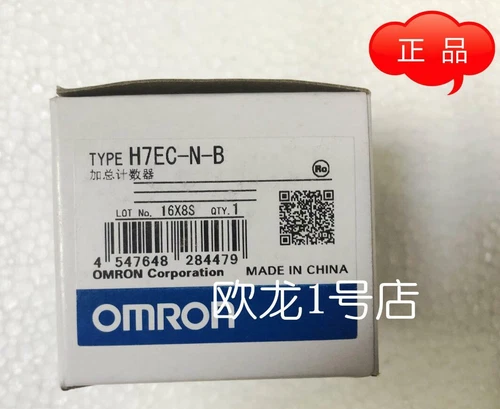 正品
TYPE H7EC-N-B
加总计数器
Ro
LOT No. 16X8S QTY. 1
4 547648 284479
OMRON Corporation
MADE IN CHINA
OMRON
欧龙1号店